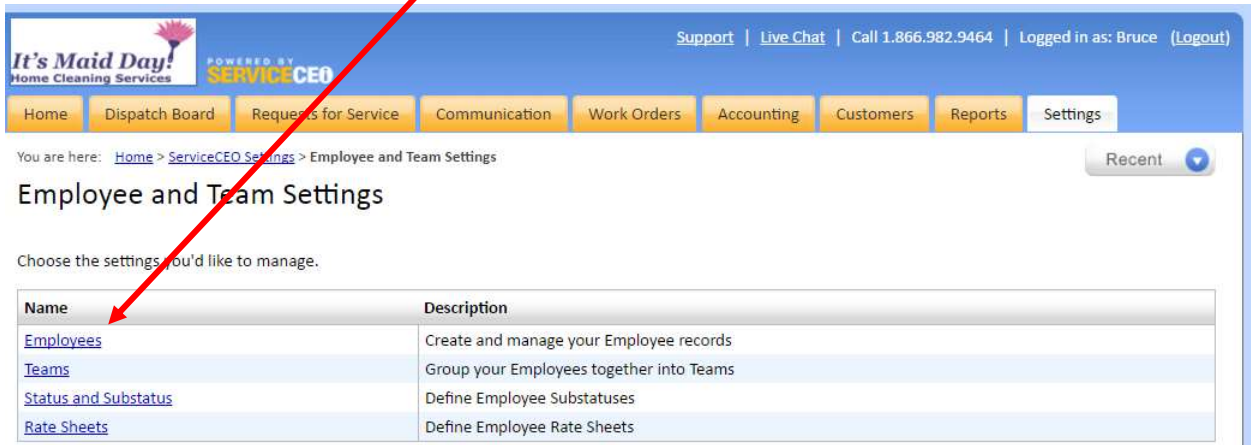 Support | Live Chat | Call 1.866.982.9464 | Logged in as: Bruce (Logout)
It's Maid Day!
Home Cleaning Services
POWERED BY
SERVICECEO
Home Dispatch Board Requests for Service Communication Work Orders Accounting Customers Reports Settings
You are here: Home > ServiceCEO Settings > Employee and Team Settings
Recent
Employee and Team Settings
Choose the settings you'd like to manage.
Name Description
Employees Create and manage your Employee records
Teams Group your Employees together into Teams
Status and Substatus Define Employee Substatuses
Rate Sheets Define Employee Rate Sheets